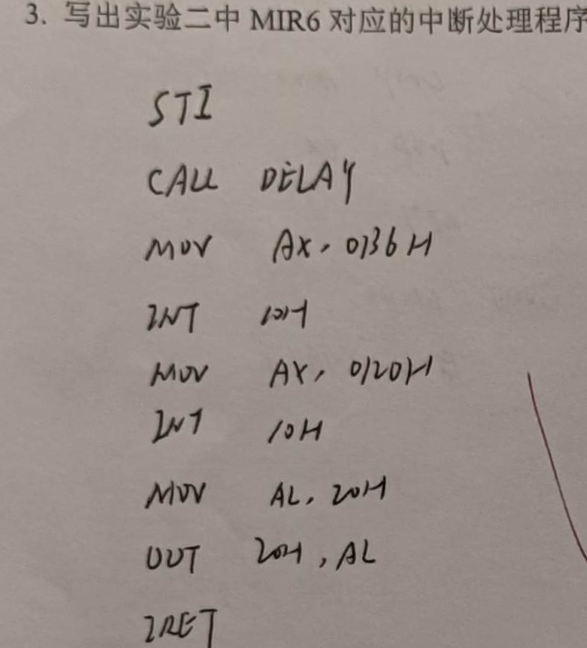 3. 写出实验二中 MIR6 对应的中断处理程序
STI
CALL DELAY
MOV AX, 0136H
INT 10H
MOV AX, 0120H
INT 10H
MOV AL, 20H
OUT 20H, AL
IRET